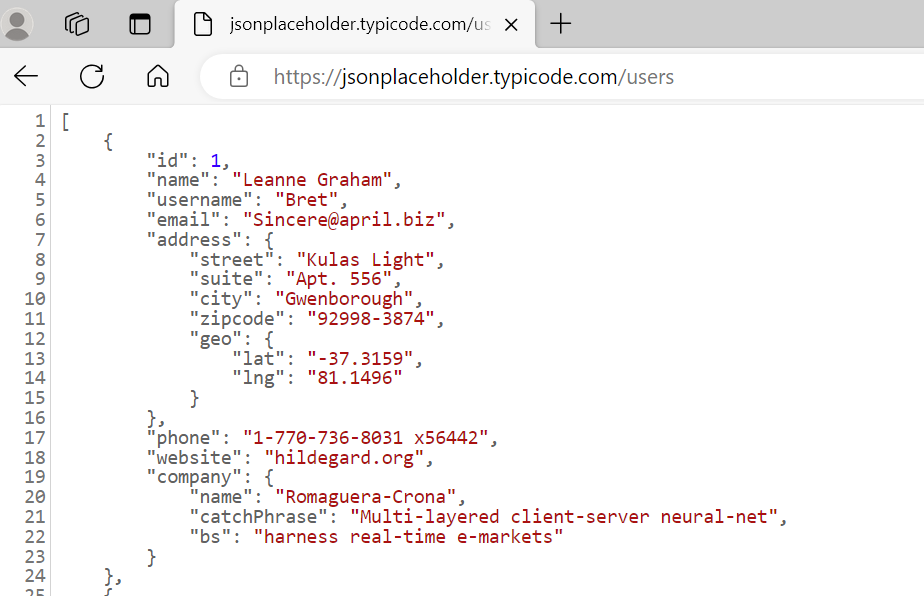 jsonplaceholder.typicode.com/us
https://jsonplaceholder.typicode.com/users
1 [
2     {
3         "id": 1,
4         "name": "Leanne Graham",
5         "username": "Bret",
6         "email": "Sincere@april.biz",
7         "address": {
8             "street": "Kulas Light",
9             "suite": "Apt. 556",
10             "city": "Gwenborough",
11             "zipcode": "92998-3874",
12             "geo": {
13                 "lat": "-37.3159",
14                 "lng": "81.1496"
15             }
16         },
17         "phone": "1-770-736-8031 x56442",
18         "website": "hildegard.org",
19         "company": {
20             "name": "Romaguera-Crona",
21             "catchPhrase": "Multi-layered client-server neural-net",
22             "bs": "harness real-time e-markets"
23         }
24     },
25     {